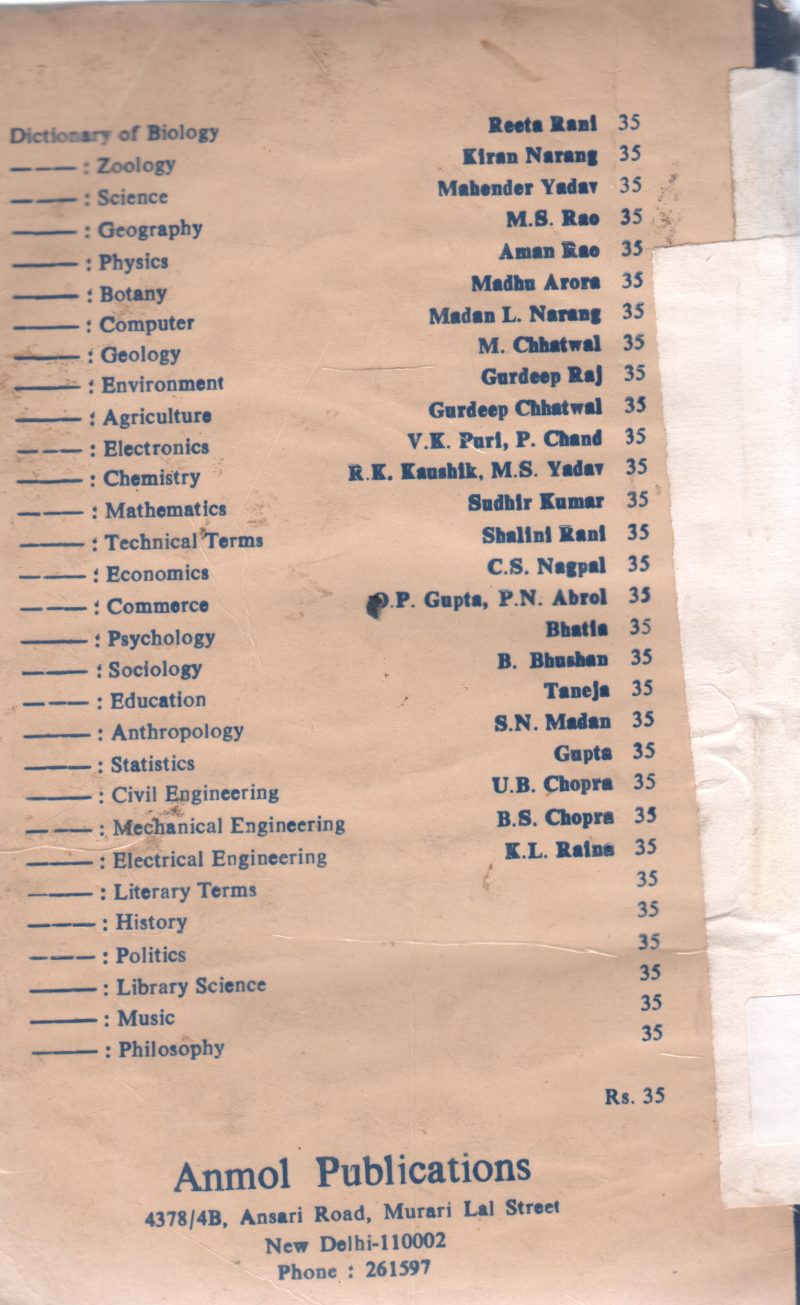 Dictionary of Biology Reeta Rani 35
--- : Zoology Kiran Narang 35
--- : Science Mahender Yadav 35
——— : Geography M.S. Rao 35
——— : Physics Aman Rao 35
——— : Botany Madhu Arora 35
——— : Computer Madan L. Narang 35
——— : Geology M. Chhatwal 35
——— : Environment Gurdeep Raj 35
——— : Agriculture Gurdeep Chhatwal 35
--- : Electronics V.K. Puri, P. Chand 35
——— : Chemistry R.K. Kaushik, M.S. Yadav 35
--- : Mathematics Sudhir Kumar 35
——— : Technical Terms Shalini Rani 35
--- : Economics C.S. Nagpal 35
--- : Commerce O.P. Gupta, P.N. Abrol 35
——— : Psychology Bhatia 35
--- : Sociology B. Bhushan 35
--- : Education Taneja 35
——— : Anthropology S.N. Madan 35
——— : Statistics Gupta 35
——— : Civil Engineering U.B. Chopra 35
--- : Mechanical Engineering B.S. Chopra 35
——— : Electrical Engineering K.L. Raina 35
——— : Literary Terms 35
——— : History 35
--- : Politics 35
——— : Library Science 35
——— : Music 35
——— : Philosophy 35
Rs. 35
Anmol Publications
4378/4B, Ansari Road, Murari Lal Street
New Delhi-110002
Phone : 261597